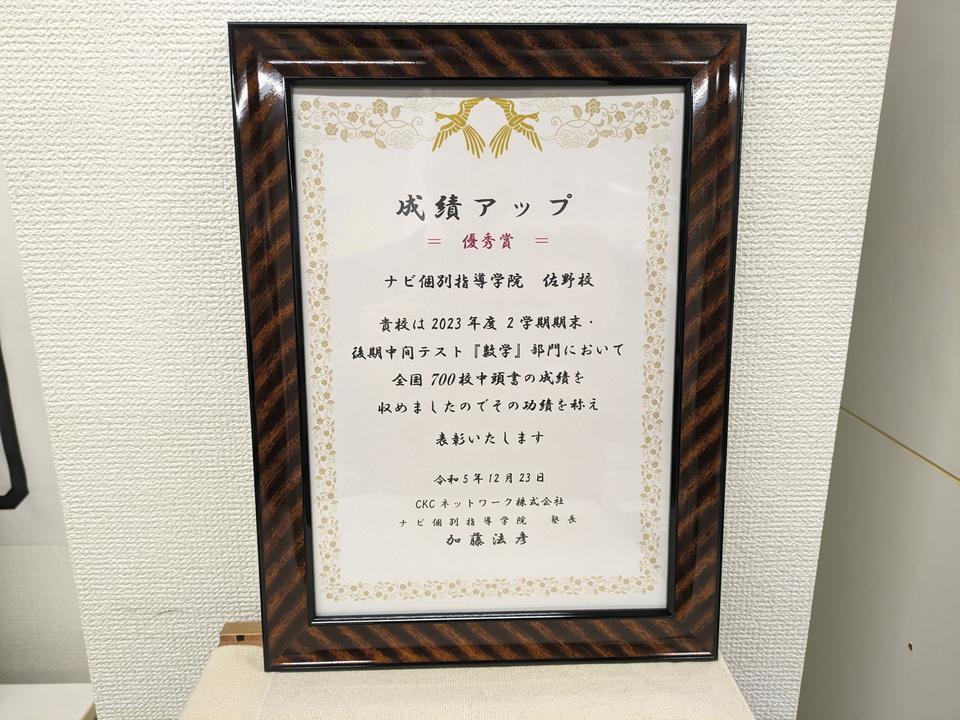 成績アップ
＝ 優秀賞 ＝
ナビ個別指導学院 佐野校
貴校は2023年度 2学期期末・
後期中間テスト『数学』部門において
全国700校中頭書の成績を
収めましたのでその功績を称え
表彰いたします
令和5年12月23日
CKCネットワーク株式会社
ナビ個別指導学院 塾長
加藤法彦